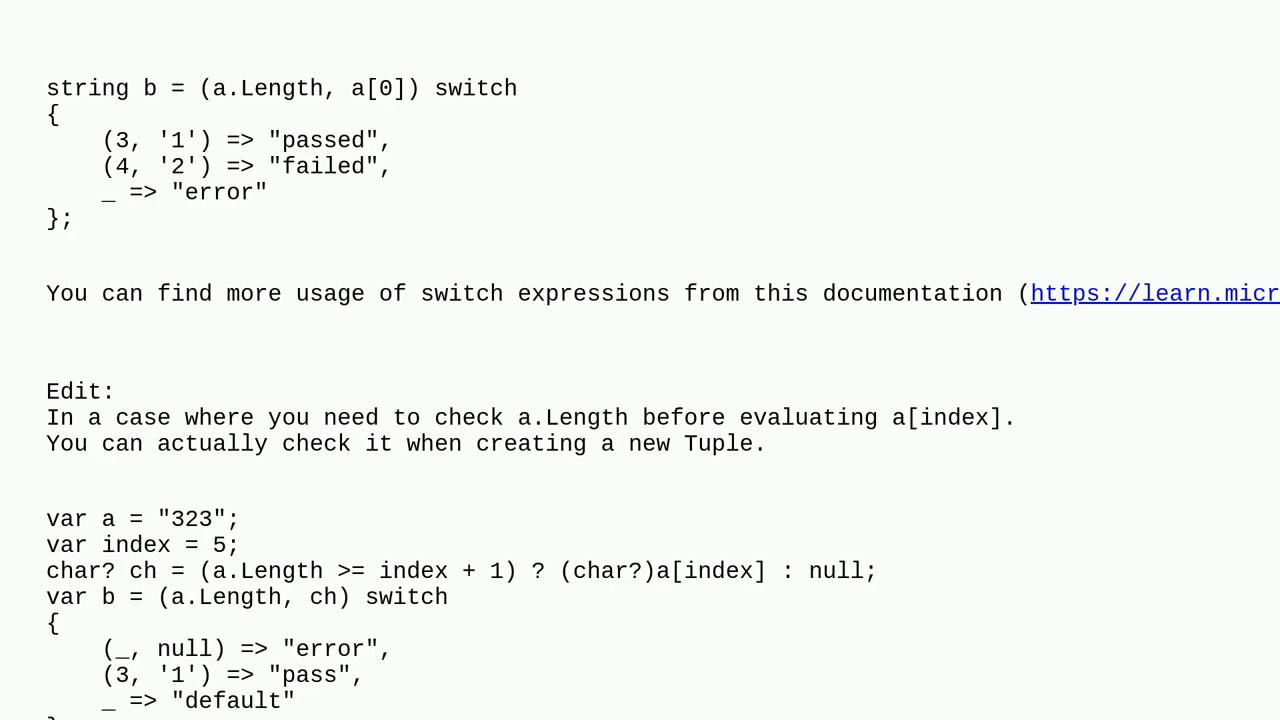 string b = (a.Length, a[0]) switch
{
    (3, '1') => "passed",
    (4, '2') => "failed",
    _ => "error"
};
You can find more usage of switch expressions from this documentation (https://learn.micr
Edit:
In a case where you need to check a.Length before evaluating a[index].
You can actually check it when creating a new Tuple.
var a = "323";
var index = 5;
char? ch = (a.Length >= index + 1) ? (char?)a[index] : null;
var b = (a.Length, ch) switch
{
    (_, null) => "error",
    (3, '1') => "pass",
    _ => "default"